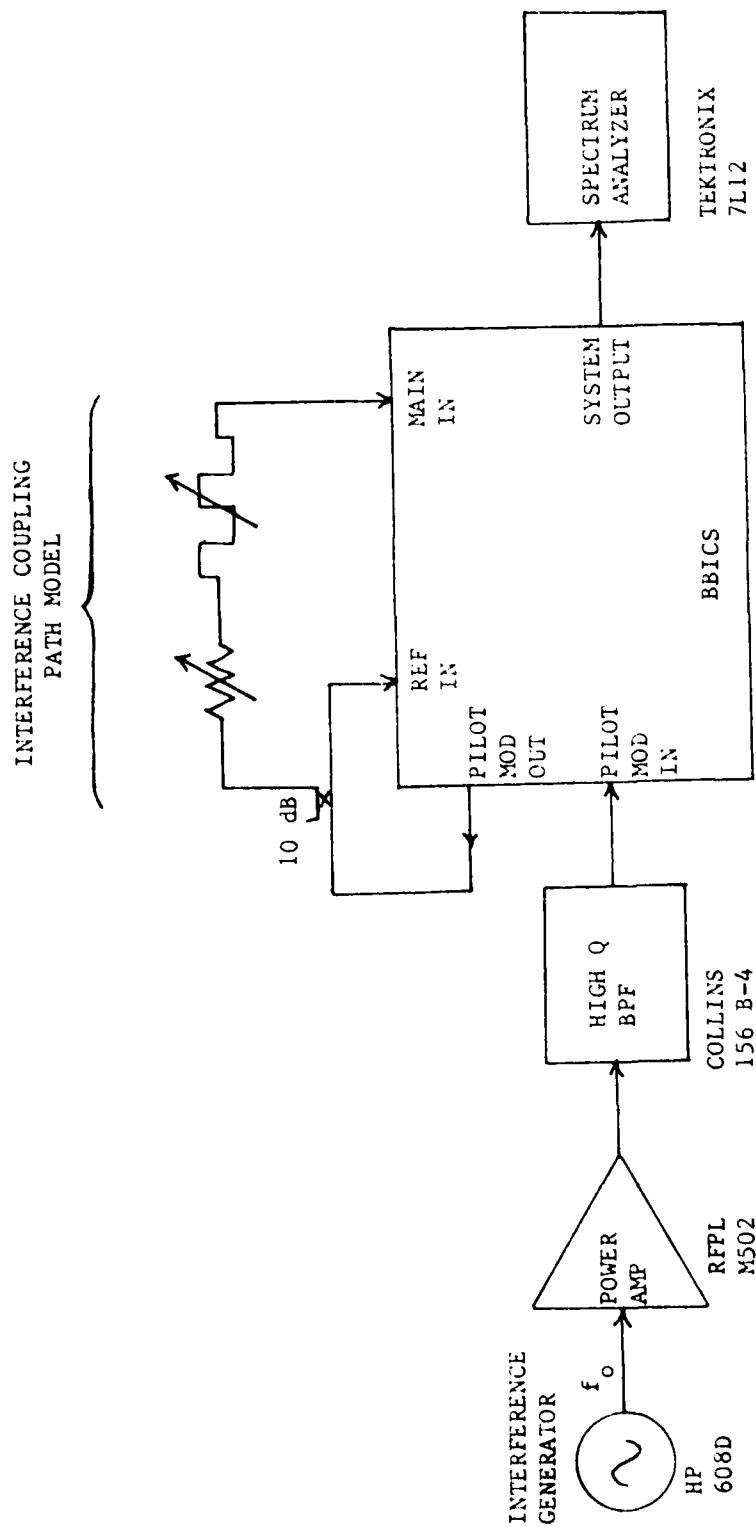 INTERFERENCE COUPLING
PATH MODEL
10 dB
REF
IN
MAIN
IN
PILOT
MOD
OUT
PILOT
MOD
IN
SYSTEM
OUTPUT
BBICS
SPECTRUM
ANALYZER
TEKTRONIX
7L12
INTERFERENCE
GENERATOR
fo
HP
608D
POWER
AMP
RFPL
M502
HIGH Q
BPF
COLLINS
156 B-4